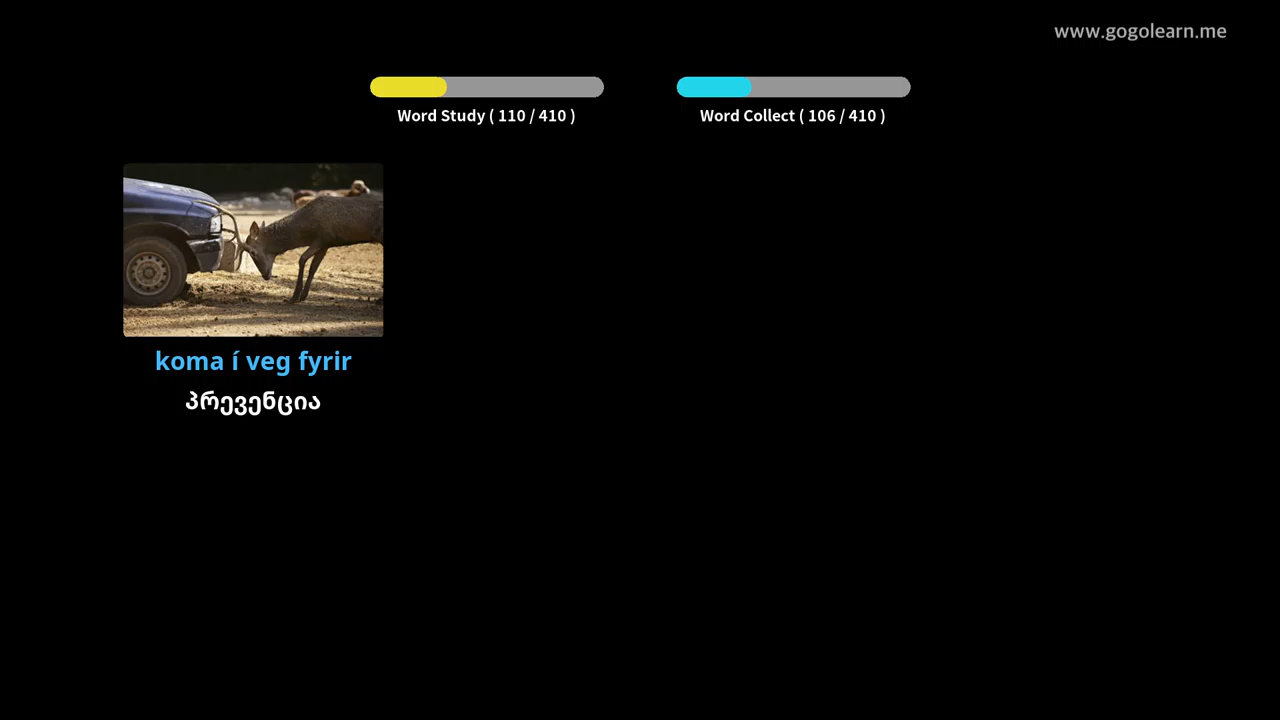 www.gogolearn.me
Word Study ( 110 / 410 )
Word Collect ( 106 / 410 )
koma í veg fyrir
პრევენცია